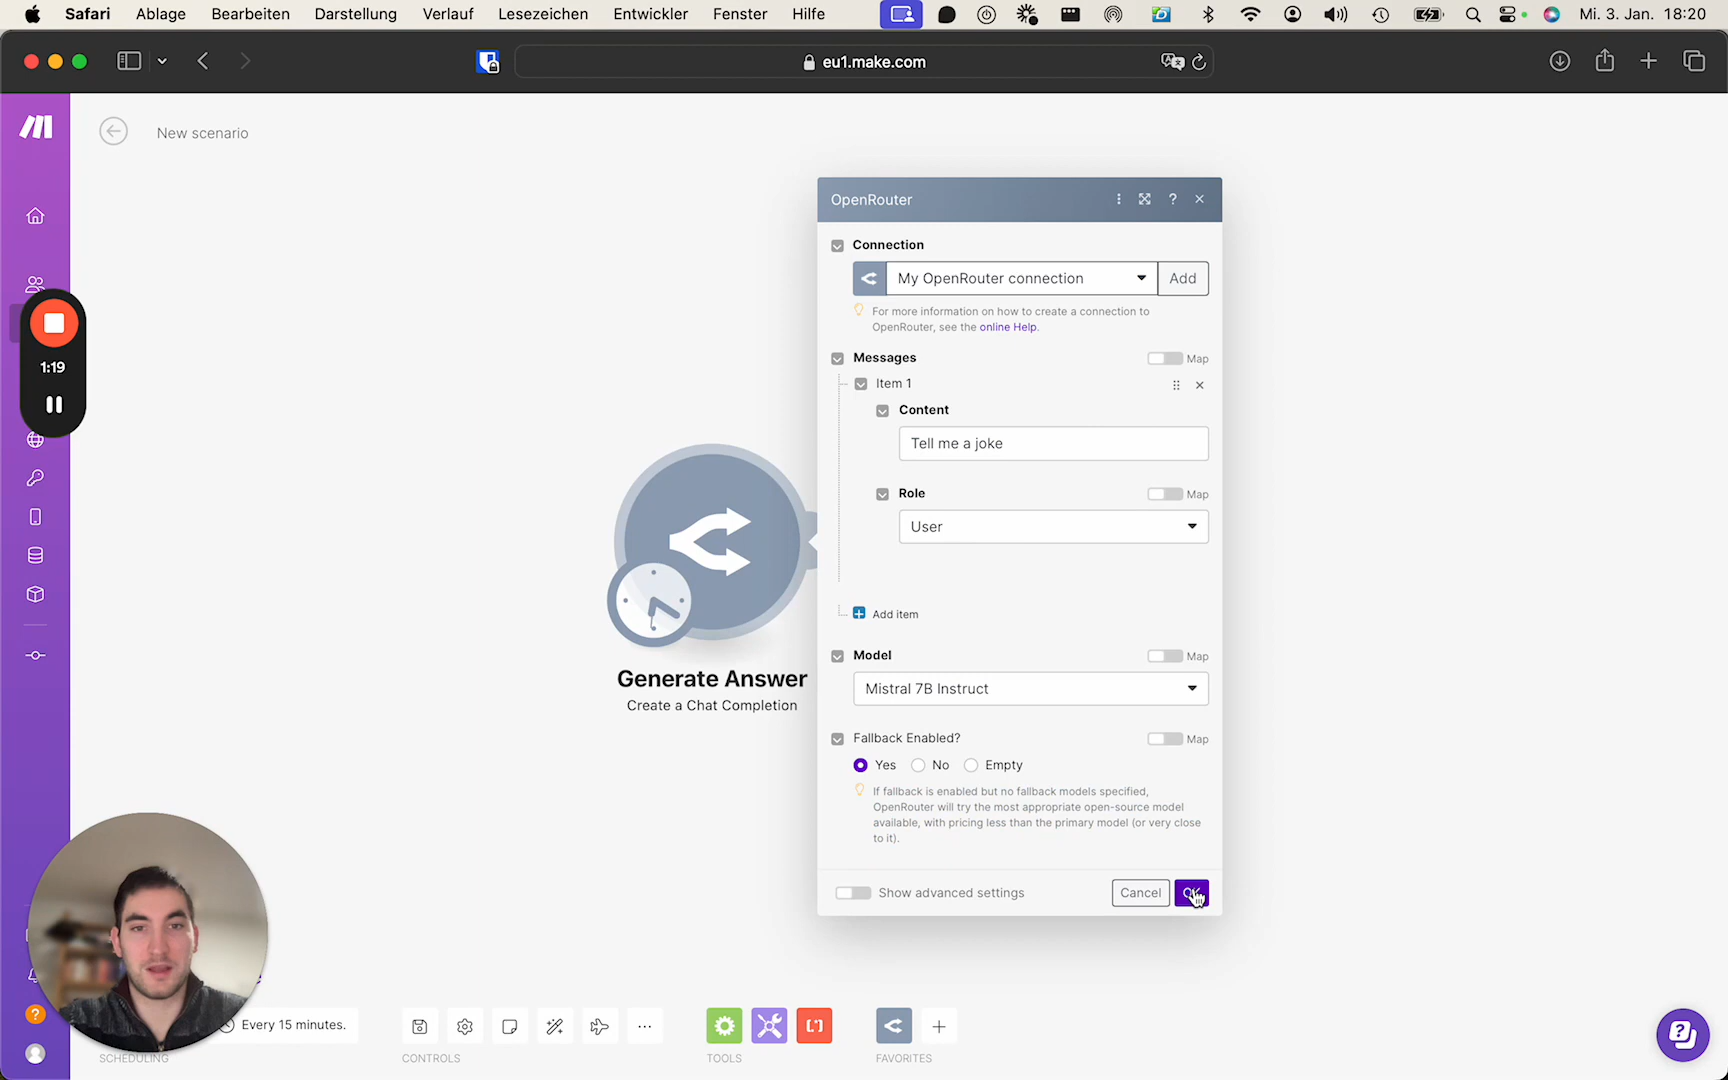 Safari Ablage Bearbeiten Darstellung Verlauf Lesezeichen Entwickler Fenster Hilfe Mi. 3. Jan. 18:20
eu1.make.com
New scenario
OpenRouter
Connection
My OpenRouter connection Add
For more information on how to create a connection to
OpenRouter, see the online Help.
Messages Map
Item 1
Content
Tell me a joke
Role Map
User
Add item
Model Map
Mistral 7B Instruct
Fallback Enabled? Map
Yes No Empty
If fallback is enabled but no fallback models specified,
OpenRouter will try the most appropriate open-source model
available, with pricing less than the primary model (or very close
to it).
Show advanced settings Cancel
1:19
Generate Answer
Create a Chat Completion
Every 15 minutes.
SCHEDULING CONTROLS TOOLS FAVORITES